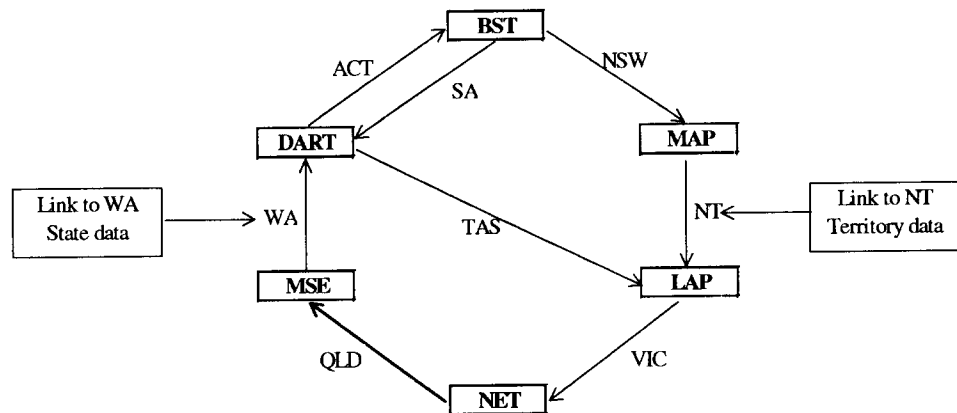 BST
ACT
NSW
SA
DART
MAP
Link to WA
State data
WA
TAS
NT
Link to NT
Territory data
MSE
LAP
QLD
VIC
NET